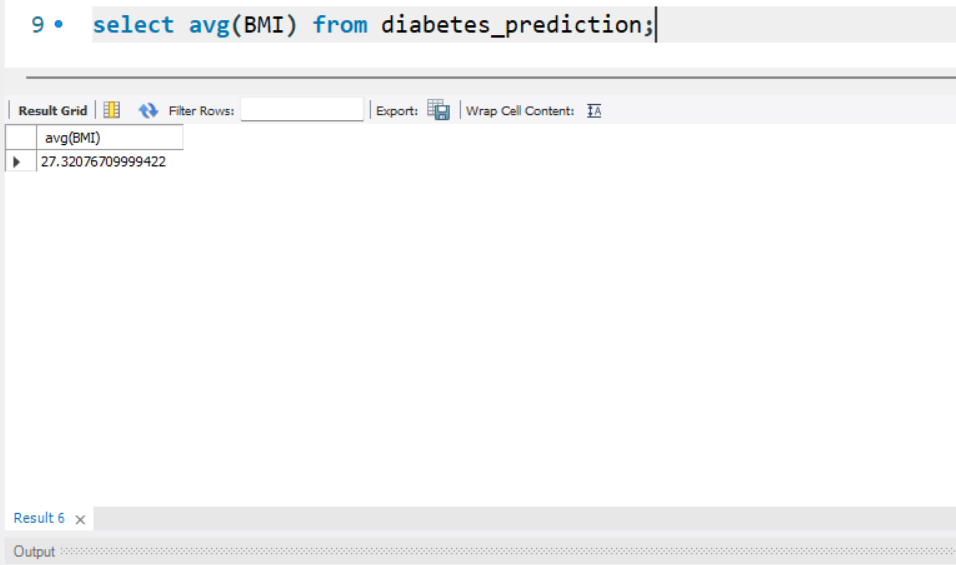 9 select avg(BMI) from diabetes_prediction;
Result Grid Filter Rows: Export: Wrap Cell Content: IA
avg(BMI)
27.32076709999422
Result 6 ×
Output